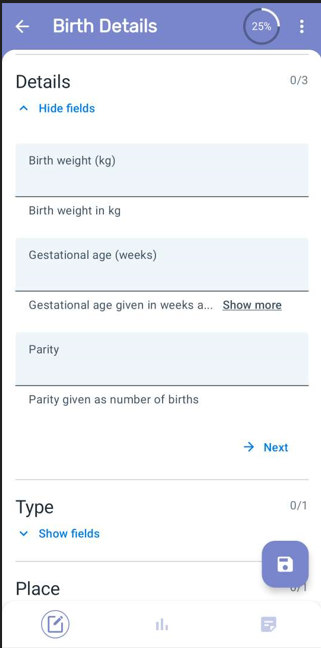 Birth Details
25%
Details
0/3
Hide fields
Birth weight (kg)
Birth weight in kg
Gestational age (weeks)
Gestational age given in weeks a... Show more
Parity
Parity given as number of births
Next
Type
0/1
Show fields
Place
0/1